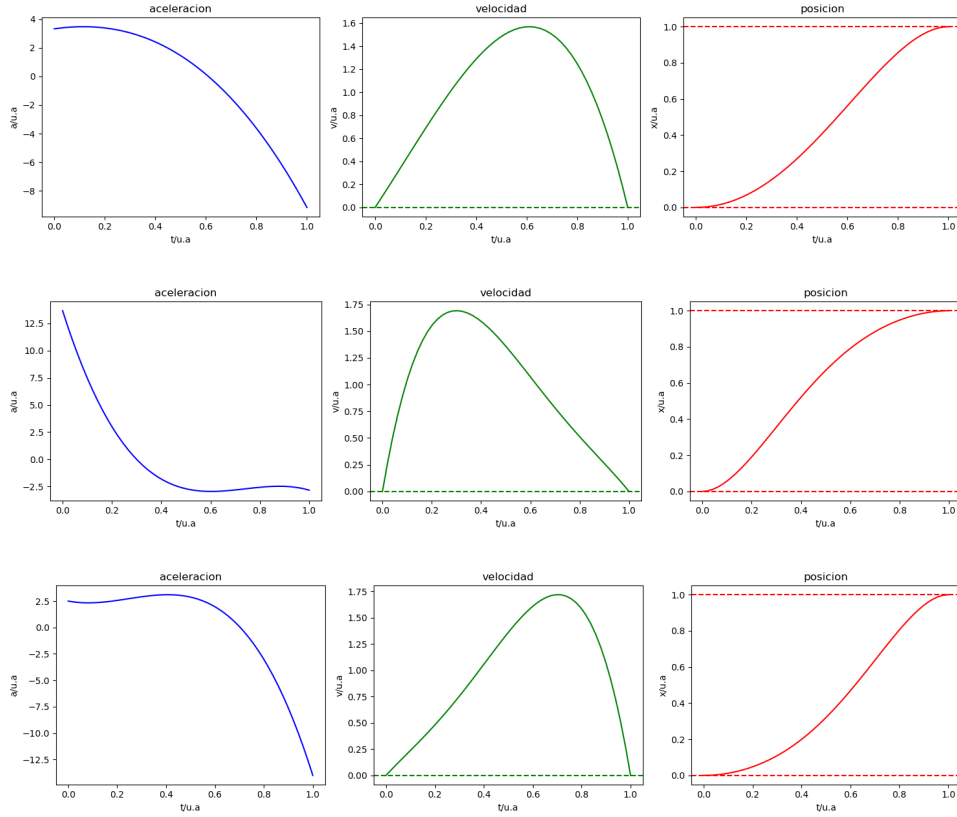 aceleracion
4
2
0
−2
−4
−6
−8
a/u.a
0.0 0.2 0.4 0.6 0.8 1.0
t/u.a
velocidad
1.6
1.4
1.2
1.0
0.8
0.6
0.4
0.2
0.0
v/u.a
0.0 0.2 0.4 0.6 0.8 1.0
t/u.a
posicion
1.0
0.8
0.6
0.4
0.2
0.0
x/u.a
0.0 0.2 0.4 0.6 0.8 1.0
t/u.a
aceleracion
12.5
10.0
7.5
5.0
2.5
0.0
−2.5
a/u.a
0.0 0.2 0.4 0.6 0.8 1.0
t/u.a
velocidad
1.75
1.50
1.25
1.00
0.75
0.50
0.25
0.00
v/u.a
0.0 0.2 0.4 0.6 0.8 1.0
t/u.a
posicion
1.0
0.8
0.6
0.4
0.2
0.0
x/u.a
0.0 0.2 0.4 0.6 0.8 1.0
t/u.a
aceleracion
2.5
0.0
−2.5
−5.0
−7.5
−10.0
−12.5
a/u.a
0.0 0.2 0.4 0.6 0.8 1.0
t/u.a
velocidad
1.75
1.50
1.25
1.00
0.75
0.50
0.25
0.00
v/u.a
0.0 0.2 0.4 0.6 0.8 1.0
t/u.a
posicion
1.0
0.8
0.6
0.4
0.2
0.0
x/u.a
0.0 0.2 0.4 0.6 0.8 1.0
t/u.a